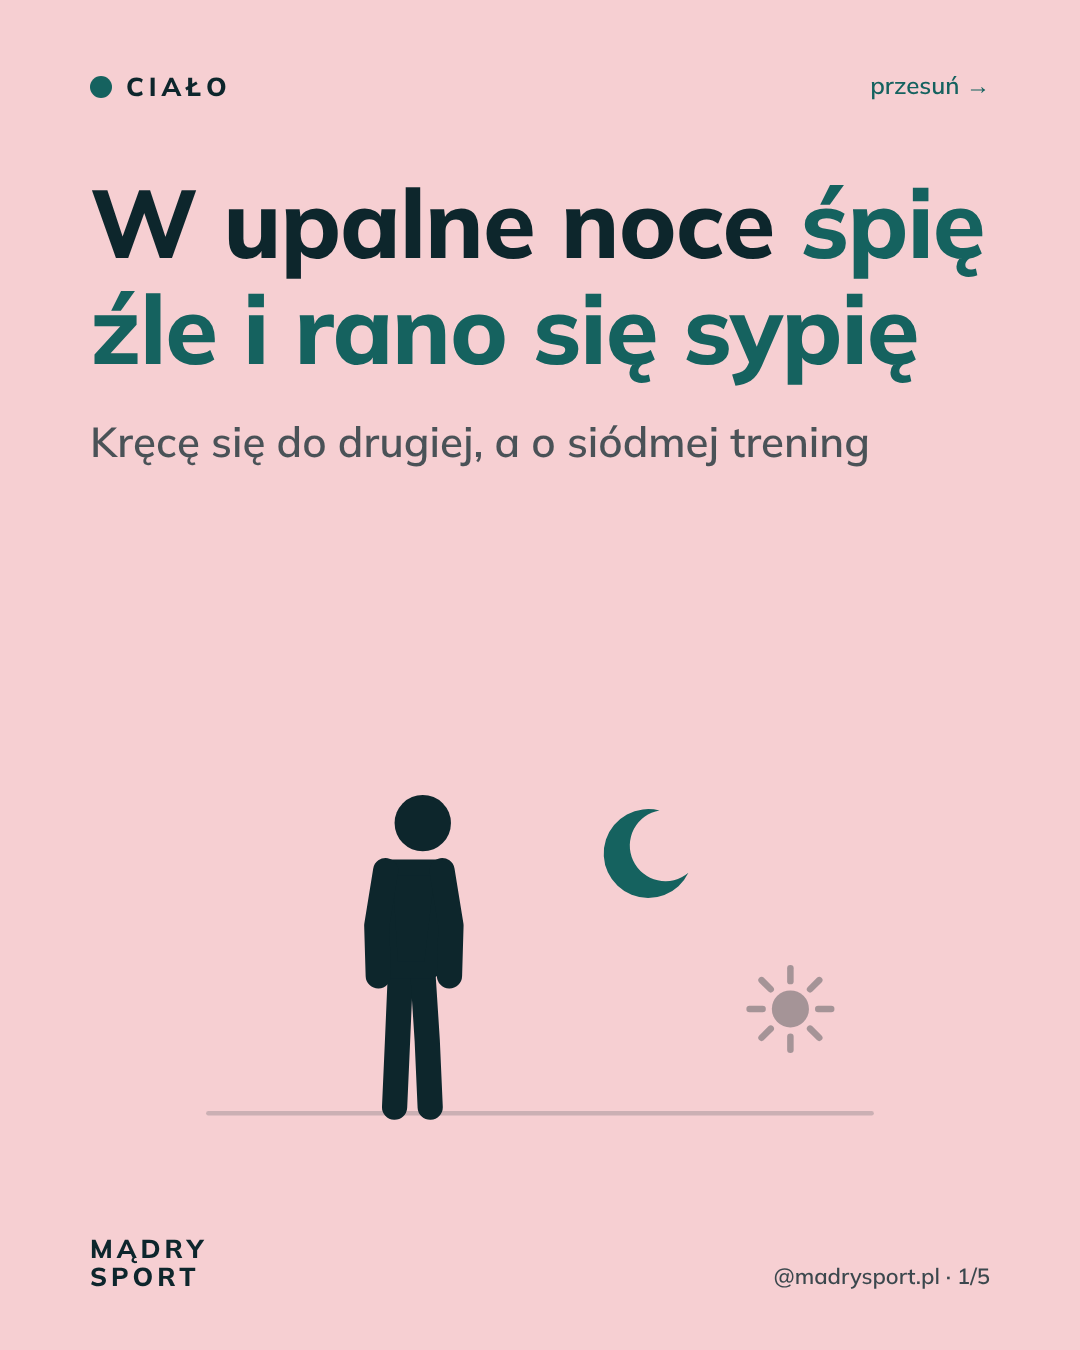 CIAŁO
przesuń →
W upalne noce śpię
źle i rano się sypię
Kręcę się do drugiej, a o siódmej trening
MĄDRY
SPORT
@madrysport.pl · 1/5